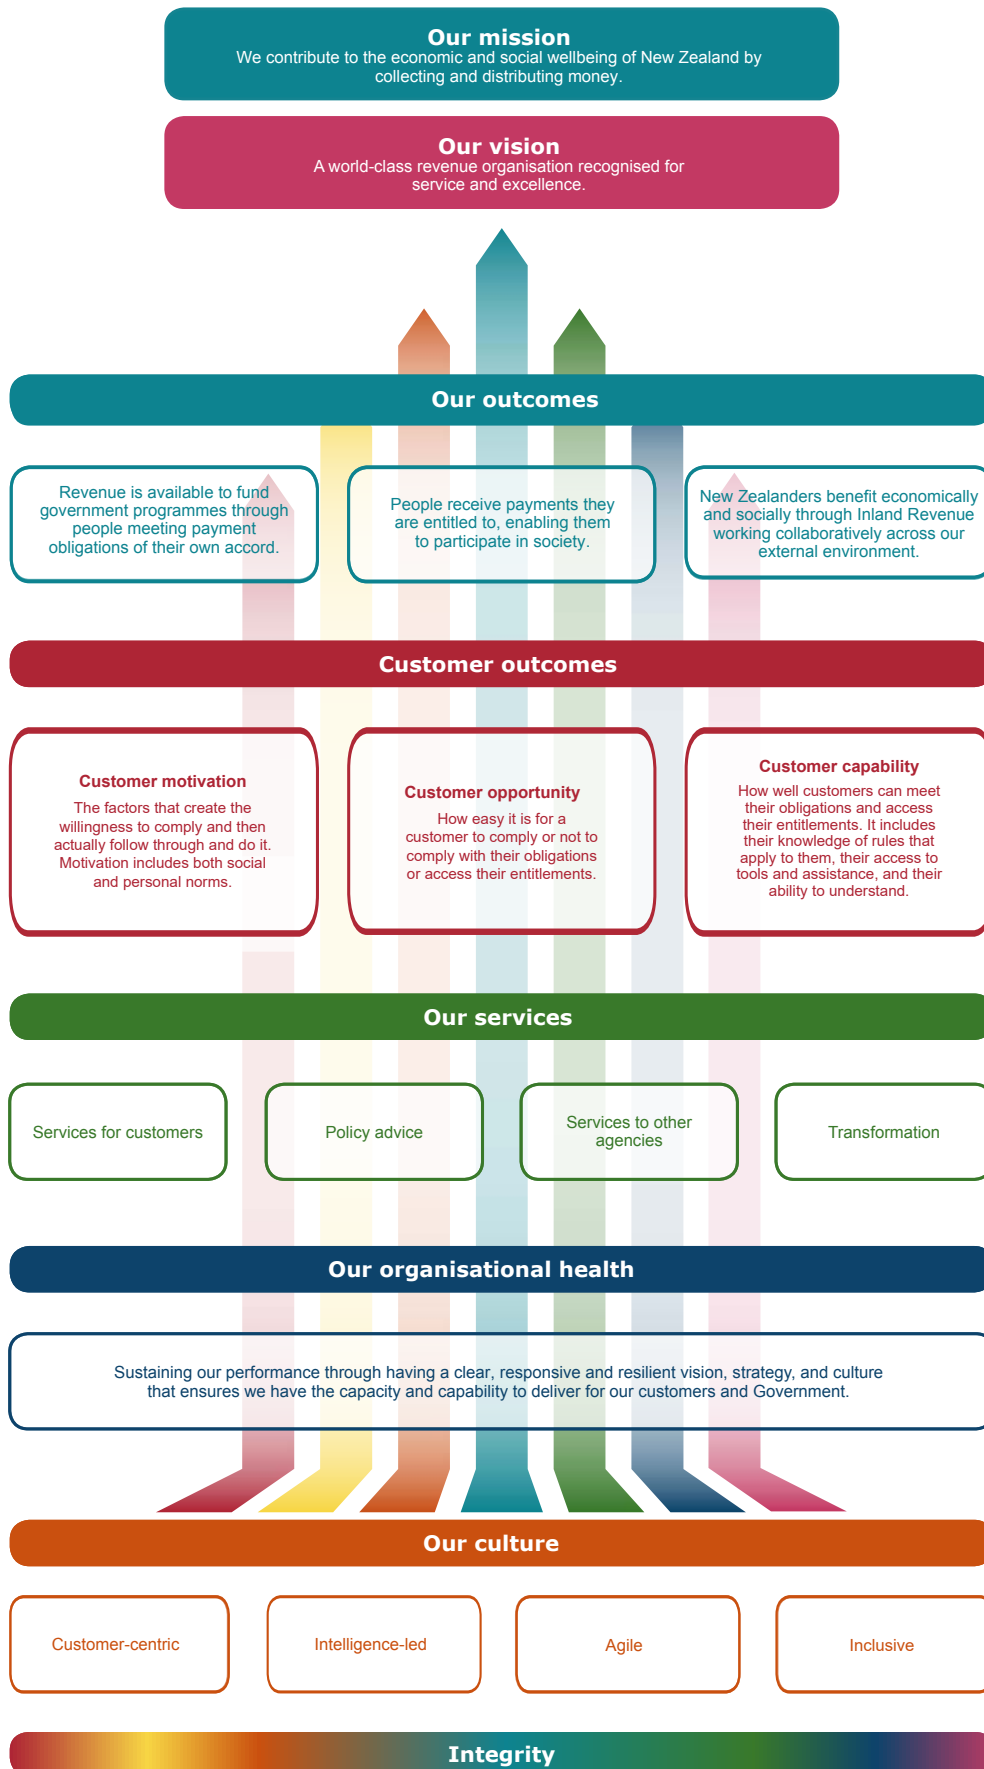 Our mission
We contribute to the economic and social wellbeing of New Zealand by
collecting and distributing money.
Our vision
A world-class revenue organisation recognised for
service and excellence.
Our outcomes
Revenue is available to fund
government programmes through
people meeting payment
obligations of their own accord.
People receive payments they
are entitled to, enabling them
to participate in society.
New Zealanders benefit economically
and socially through Inland Revenue
working collaboratively across our
external environment.
Customer outcomes
Customer motivation
The factors that create the
willingness to comply and then
actually follow through and do it.
Motivation includes both social
and personal norms.
Customer opportunity
How easy it is for a
customer to comply or not to
comply with their obligations
or access their entitlements.
Customer capability
How well customers can meet
their obligations and access
their entitlements. It includes
their knowledge of rules that
apply to them, their access to
tools and assistance, and their
ability to understand.
Our services
Services for customers
Policy advice
Services to other
agencies
Transformation
Our organisational health
Sustaining our performance through having a clear, responsive and resilient vision, strategy, and culture
that ensures we have the capacity and capability to deliver for our customers and Government.
Our culture
Customer-centric
Intelligence-led
Agile
Inclusive
Integrity